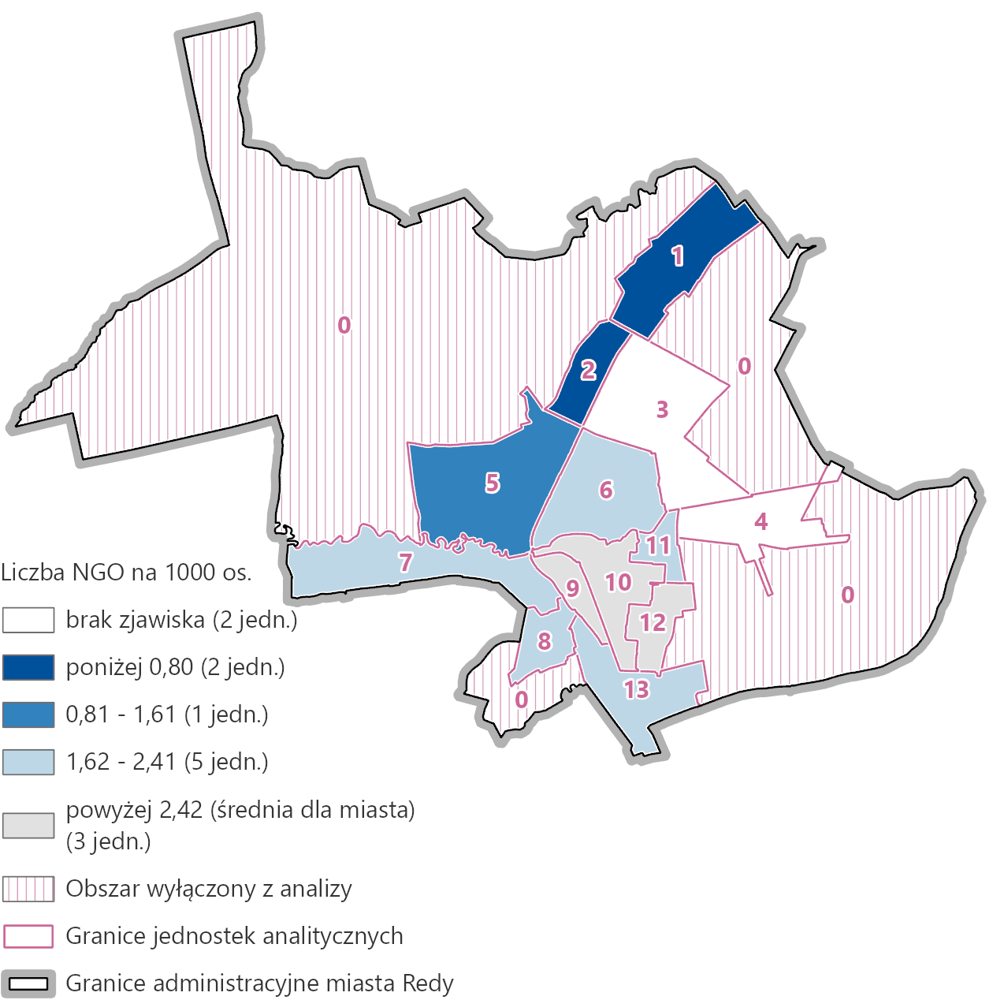 1
0
2
0
3
5
6
4
11
7
10
9
0
12
8
13
0
Liczba NGO na 1000 os.
brak zjawiska (2 jedn.)
poniżej 0,80 (2 jedn.)
0,81 - 1,61 (1 jedn.)
1,62 - 2,41 (5 jedn.)
powyżej 2,42 (średnia dla miasta)
(3 jedn.)
Obszar wyłączony z analizy
Granice jednostek analitycznych
Granice administracyjne miasta Redy